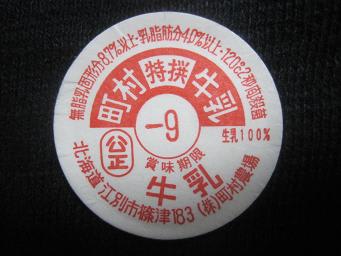 無脂乳固形分8.7%以上・乳脂肪分4.0%以上・120℃2秒間殺菌
町村特撰牛乳
公正
-9
生乳100%
賞味期限
牛乳
北海道江別市篠津183 (株)町村農場